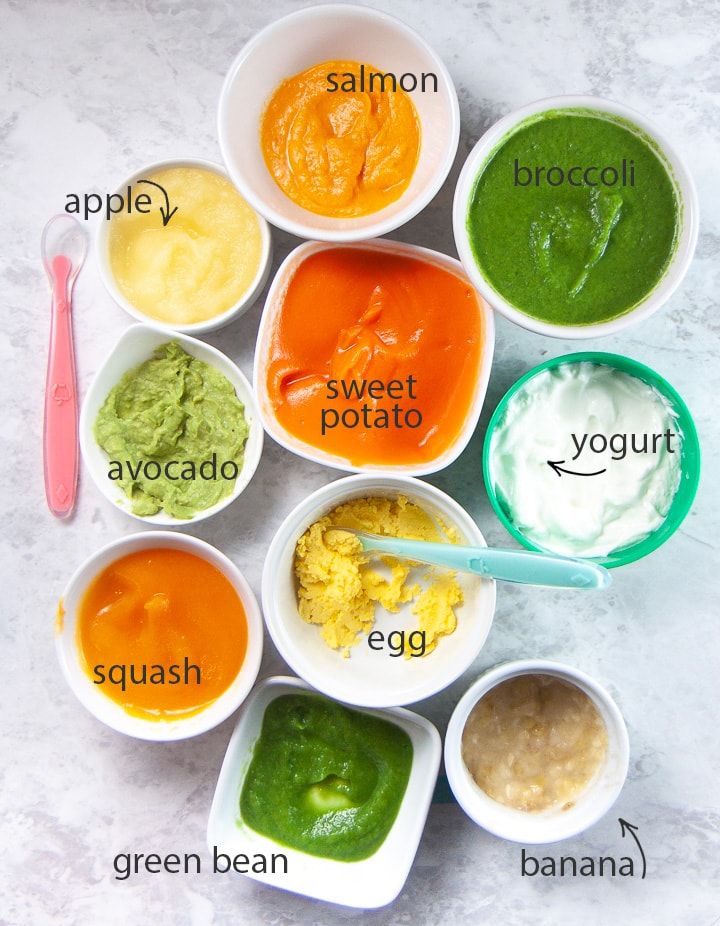 salmon
broccoli
apple
sweet
potato
yogurt
avocado
egg
squash
green bean
banana